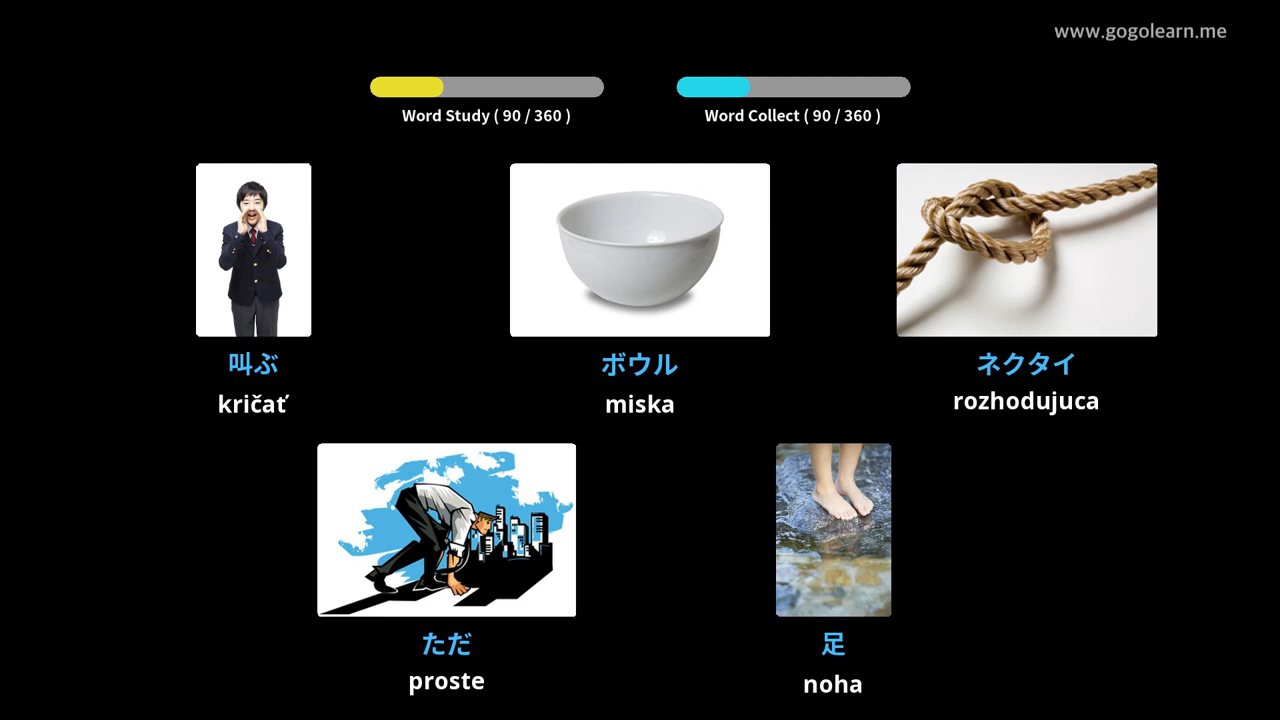 www.gogolearn.me
Word Study ( 90 / 360 )
Word Collect ( 90 / 360 )
叫ぶ
kričať
ボウル
miska
ネクタイ
rozhodujuca
ただ
proste
足
noha